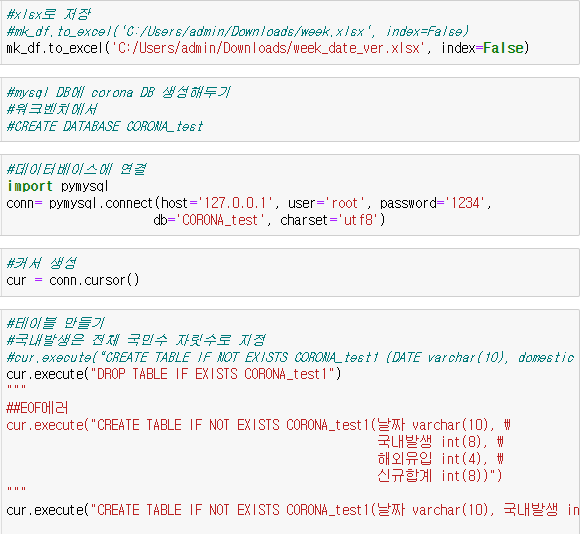 #xlsx로 저장
#mk_df.to_excel('C:/Users/admin/Downloads/week.xlsx', index=False)
mk_df.to_excel('C:/Users/admin/Downloads/week_date_ver.xlsx', index=False)
#mysql DB에 corona DB 생성해두기
#워크벤치에서
#CREATE DATABASE CORONA_test
#데이터베이스에 연결
import pymysql
conn= pymysql.connect(host='127.0.0.1', user='root', password='1234',
db='CORONA_test', charset='utf8')
#커서 생성
cur = conn.cursor()
#테이블 만들기
#국내발생은 전체 국민수 자릿수로 지정
#cur.execute("CREATE TABLE IF NOT EXISTS CORONA_test1 (DATE varchar(10), domestic
cur.execute("DROP TABLE IF EXISTS CORONA_test1")
"""
##EOF에러
cur.execute("CREATE TABLE IF NOT EXISTS CORONA_test1(날짜 varchar(10), ₩
국내발생 int(8), ₩
해외유입 int(4), ₩
신규합계 int(8))")
"""
cur.execute("CREATE TABLE IF NOT EXISTS CORONA_test1(날짜 varchar(10), 국내발생 in